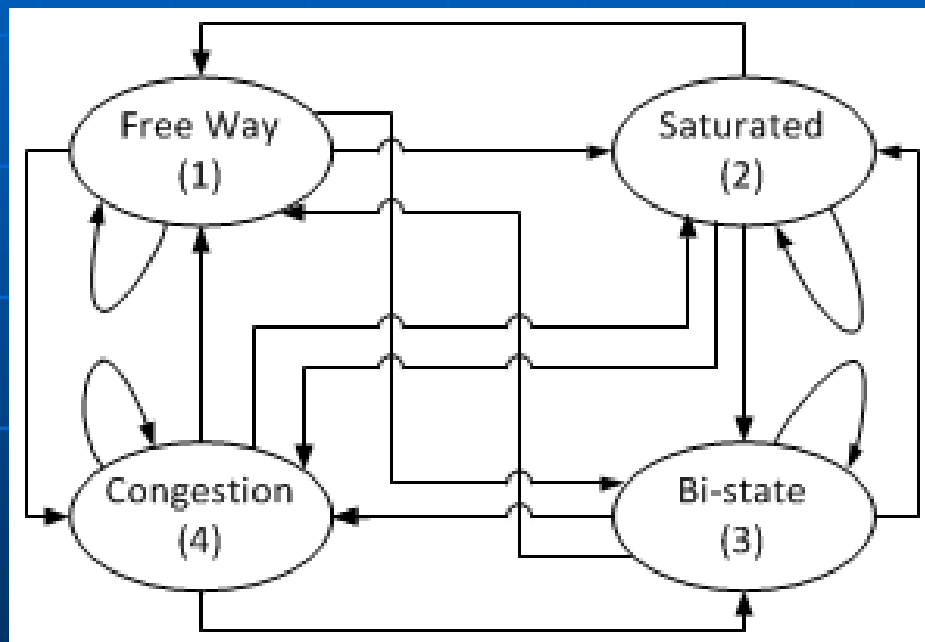 Free Way
(1)
Saturated
(2)
Congestion
(4)
Bi-state
(3)